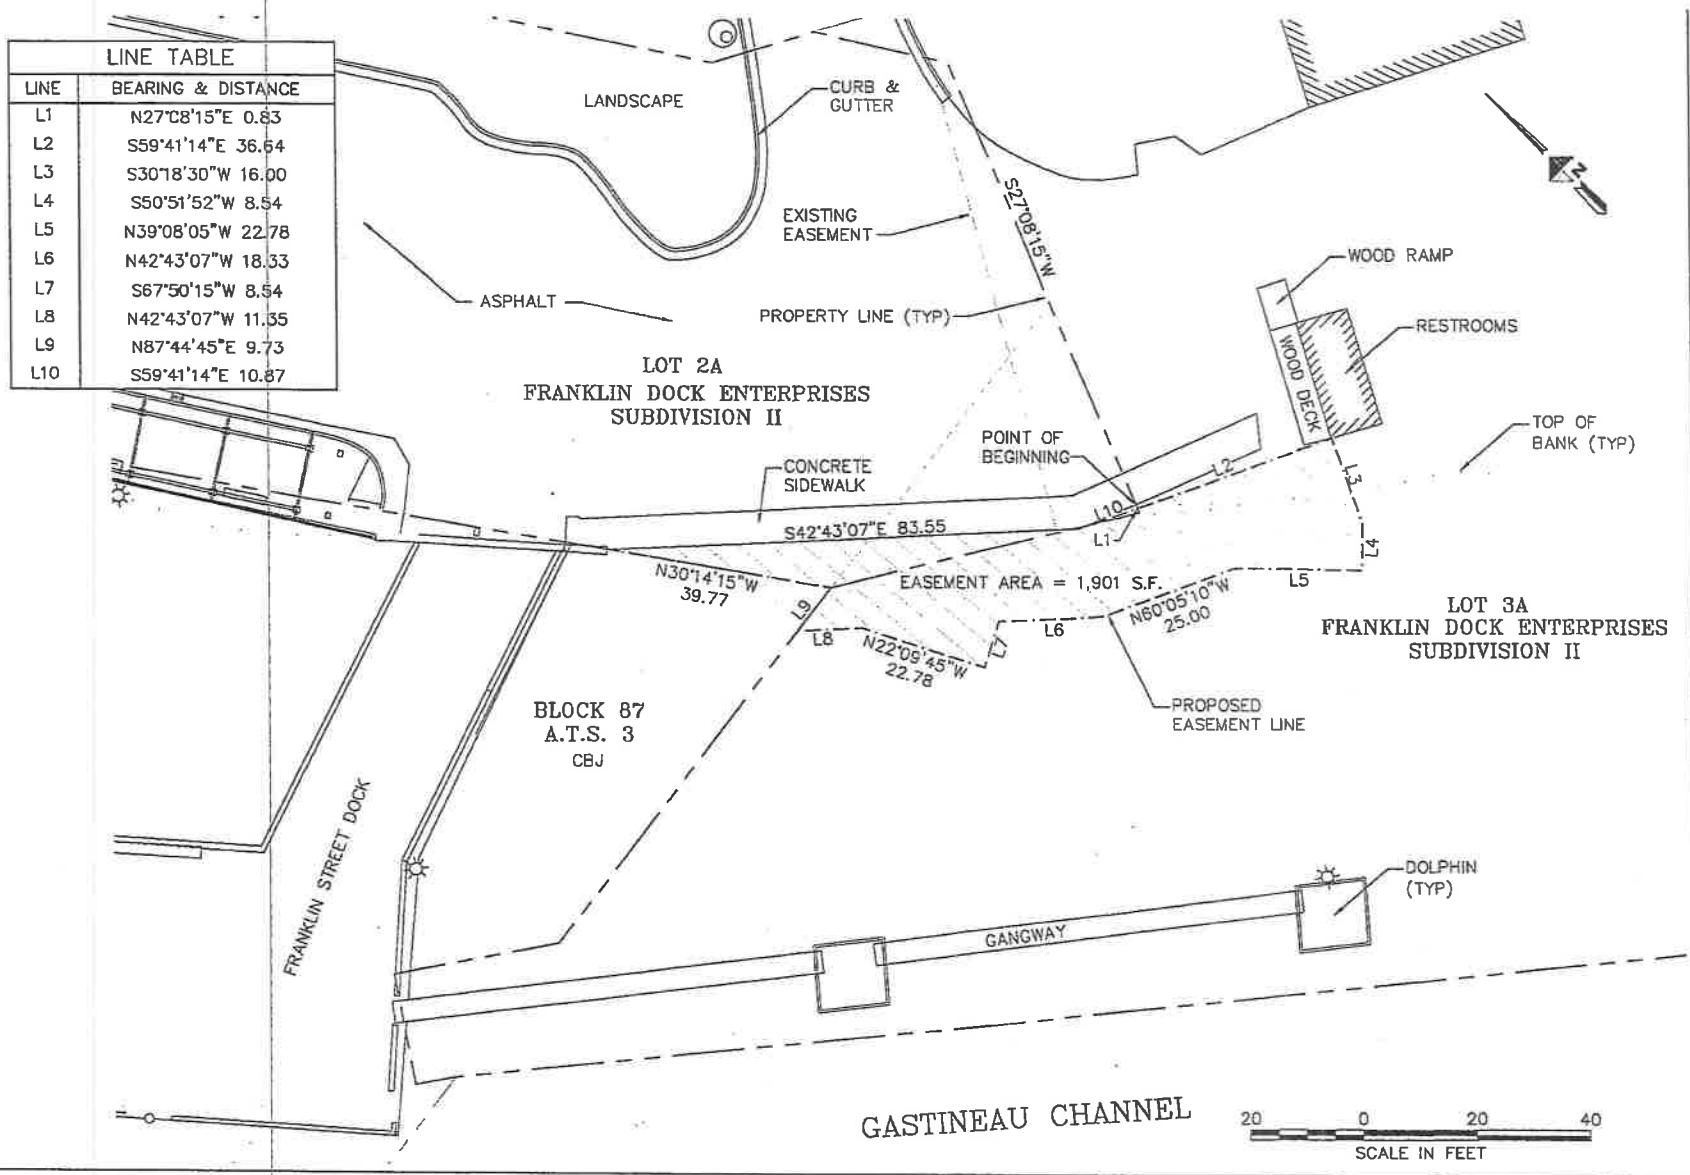 LINE TABLE
LINE BEARING & DISTANCE
L1 N27°C8'15"E 0.83
L2 S59°41'14"E 36.64
L3 S30°18'30"W 16.00
L4 S50°51'52"W 8.54
L5 N39°08'05"W 22.78
L6 N42°43'07"W 18.33
L7 S67°50'15"W 8.54
L8 N42°43'07"W 11.35
L9 N87°44'45"E 9.73
L10 S59°41'14"E 10.87
LANDSCAPE
CURB &
GUTTER
N
EXISTING
EASEMENT
S27°08'15"W
ASPHALT
PROPERTY LINE (TYP)
WOOD RAMP
RESTROOMS
WOOD DECK
LOT 2A
FRANKLIN DOCK ENTERPRISES
SUBDIVISION II
POINT OF
BEGINNING
TOP OF
BANK (TYP)
CONCRETE
SIDEWALK
L2
L3
L10
S42°43'07"E 83.55
L1
L4
N30°14'15"W
39.77
EASEMENT AREA = 1,901 S.F.
L5
L9
N60°05'10"W
25.00
L8
L6
L7
N22°09'45"W
22.78
LOT 3A
FRANKLIN DOCK ENTERPRISES
SUBDIVISION II
PROPOSED
EASEMENT LINE
BLOCK 87
A.T.S. 3
CBJ
FRANKLIN STREET DOCK
DOLPHIN
(TYP)
GANGWAY
GASTINEAU CHANNEL
20 0 20 40
SCALE IN FEET